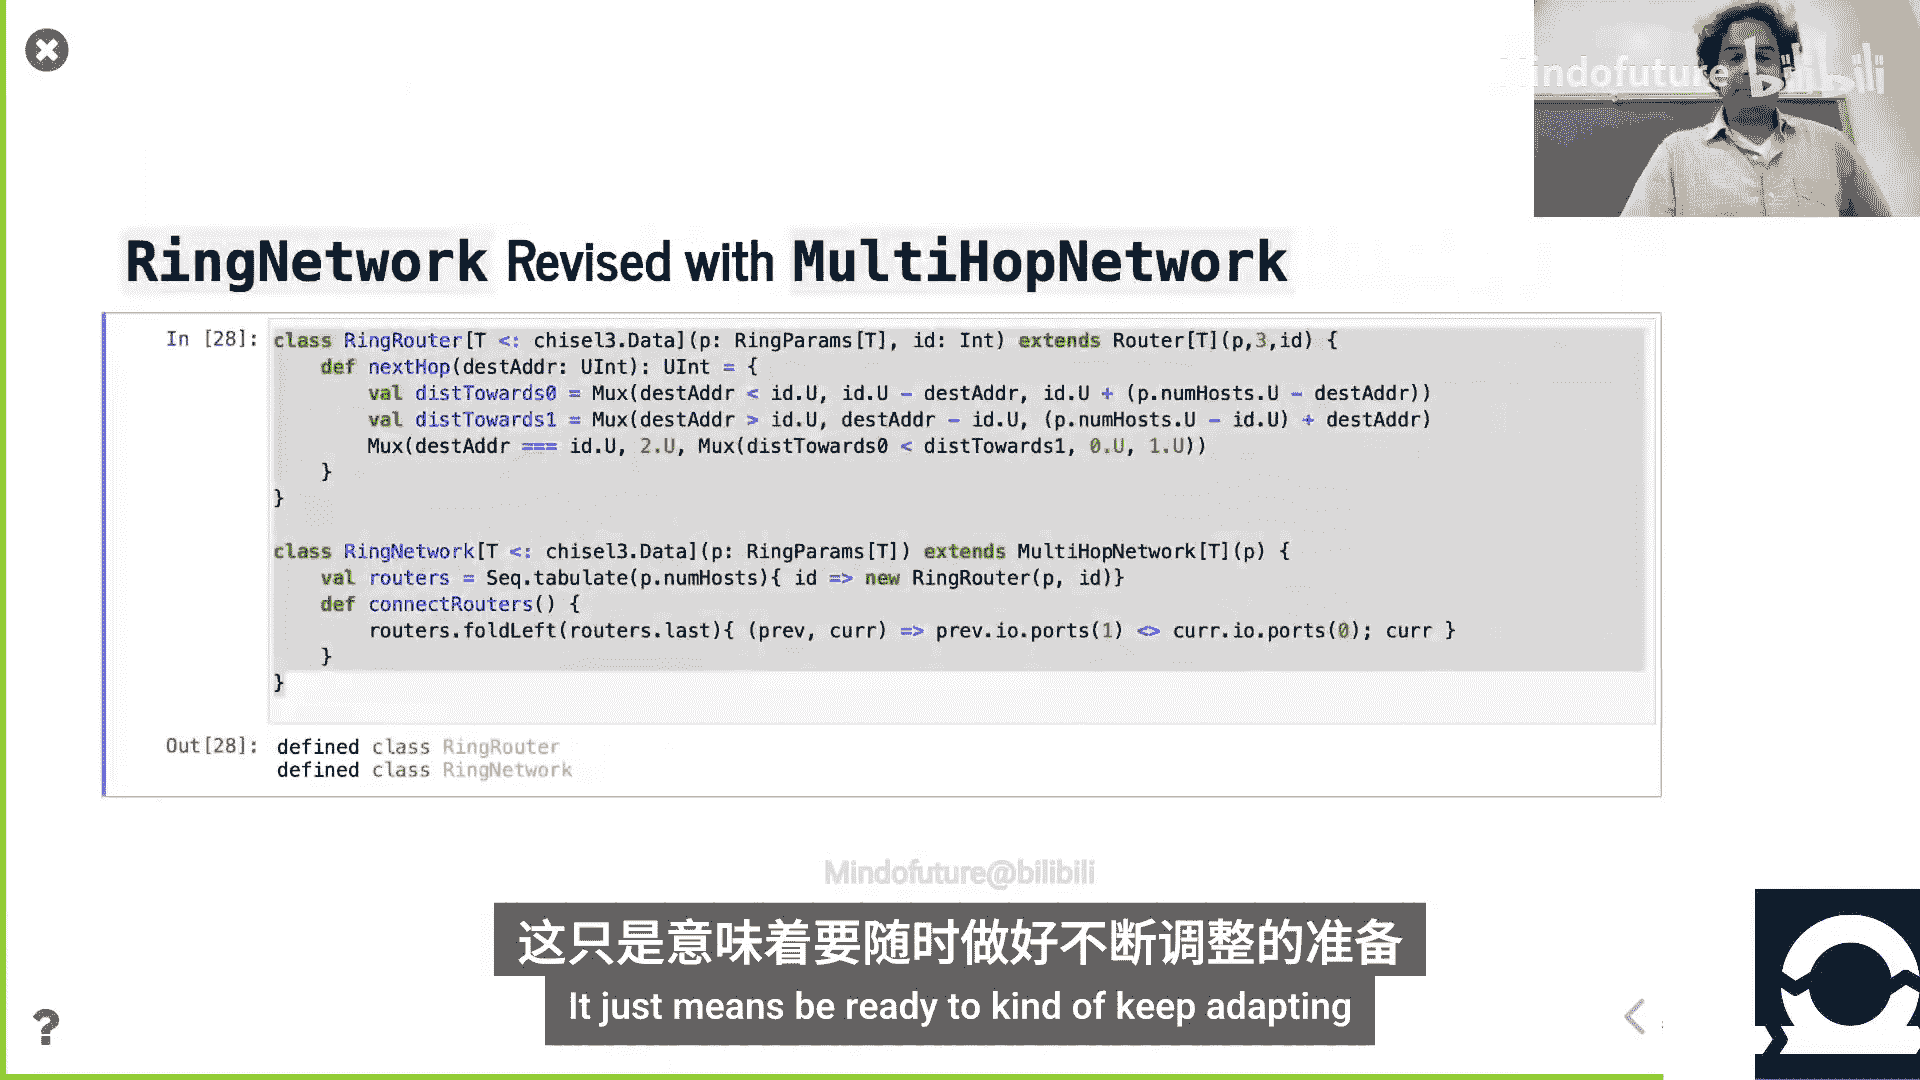 indofuture bilibili
RingNetwork Revised with MultiHopNetwork
In [28]: class RingRouter[T <: chisel3.Data](p: RingParams[T], id: Int) extends Router[T](p,3,id) {
def nextHop(destAddr: UInt): UInt = {
val distTowards0 = Mux(destAddr < id.U, id.U - destAddr, id.U + (p.numHosts.U - destAddr))
val distTowards1 = Mux(destAddr > id.U, destAddr - id.U, (p.numHosts.U - id.U) + destAddr)
Mux(destAddr === id.U, 2.U, Mux(distTowards0 < distTowards1, 0.U, 1.U))
}
}
class RingNetwork[T <: chisel3.Data](p: RingParams[T]) extends MultiHopNetwork[T](p) {
val routers = Seq.tabulate(p.numHosts){ id => new RingRouter(p, id)}
def connectRouters() {
routers.foldLeft(routers.last){ (prev, curr) => prev.io.ports(1) <> curr.io.ports(0); curr }
}
}
Out[28]: defined class RingRouter
defined class RingNetwork
Mindofuture@bilibili
这只是意味着要随时做好不断调整的准备
It just means be ready to kind of keep adapting
?